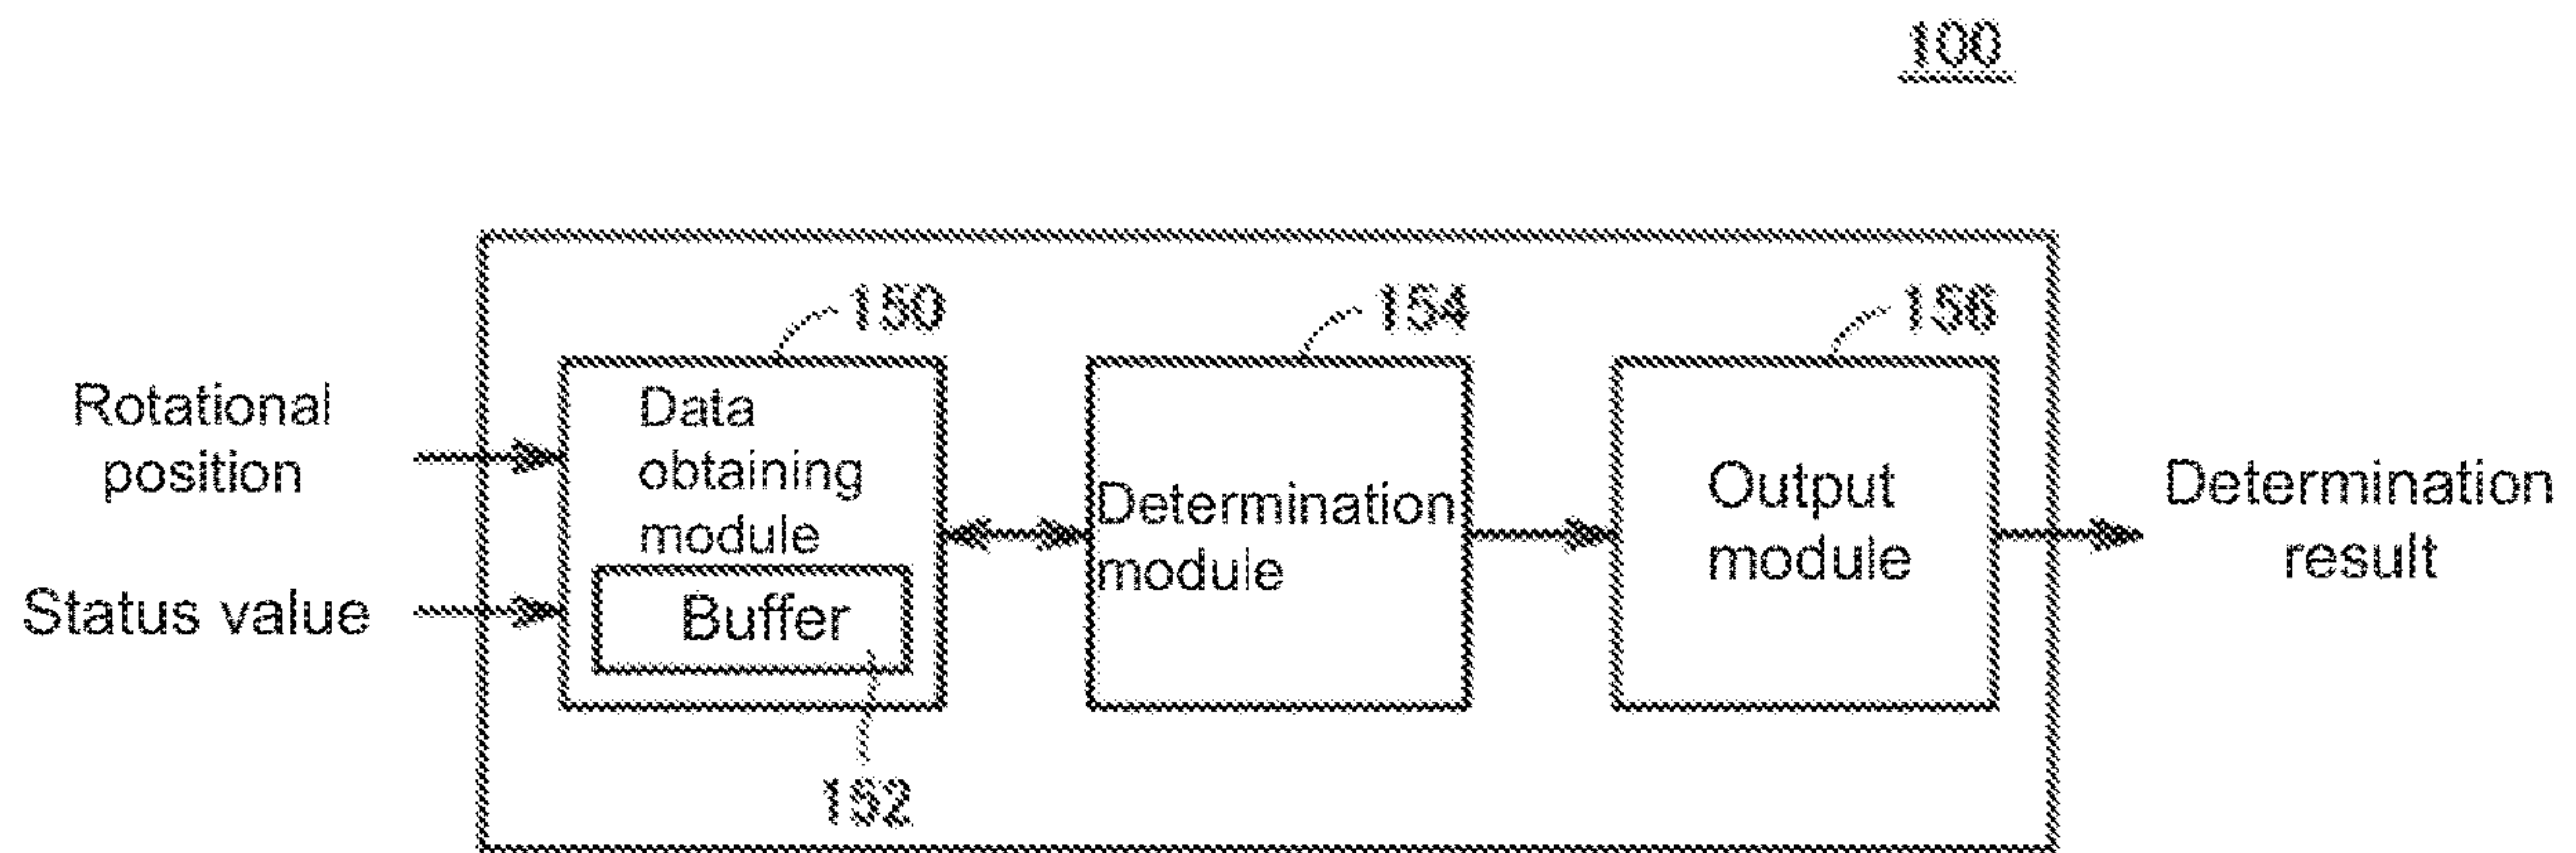 100
150
154
156
Rotational
position
Status value
Data
obtaining
module
Buffer
152
Determination
module
Output
module
Determination
result